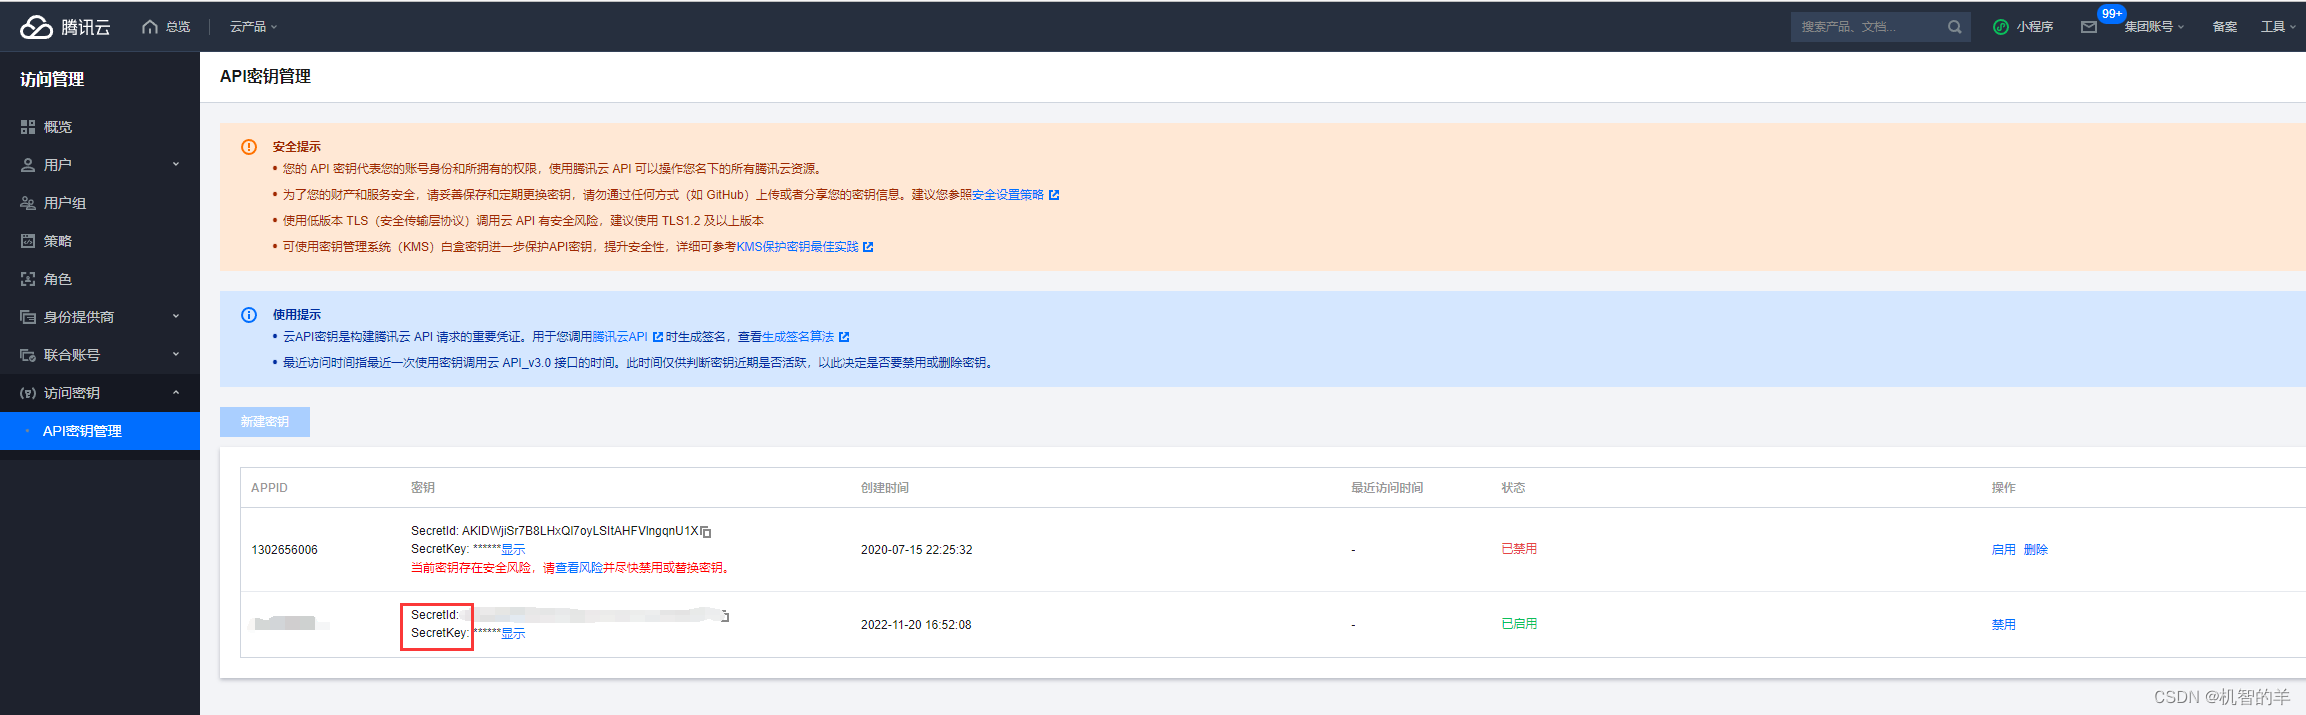 腾讯云 总览 云产品 搜索产品、文档... 小程序 99+ 集团账号 备案 工具
访问管理
概览
用户
用户组
策略
角色
身份提供商
联合账号
访问密钥
API密钥管理
API密钥管理
安全提示
• 您的 API 密钥代表您的账号身份和所拥有的权限，使用腾讯云 API 可以操作您名下的所有腾讯云资源。
• 为了您的财产和服务安全，请妥善保存和定期更换密钥，请勿通过任何方式（如 GitHub）上传或者分享您的密钥信息。建议您参照安全设置策略
• 使用低版本 TLS（安全传输层协议）调用云 API 有安全风险，建议使用 TLS1.2 及以上版本
• 可使用密钥管理系统（KMS）白盒密钥进一步保护API密钥，提升安全性，详细可参考KMS保护密钥最佳实践
使用提示
• 云API密钥是构建腾讯云 API 请求的重要凭证。用于您调用腾讯云API 时生成签名，查看生成签名算法
• 最近访问时间指最近一次使用密钥调用云 API_v3.0 接口的时间。此时间仅供判断密钥近期是否活跃，以此决定是否要禁用或删除密钥。
新建密钥
APPID 密钥 创建时间 最近访问时间 状态 操作
SecretId: AKIDWjiSr7B8LHxQI7oyLSItAHFVlngqnU1X
1302656006 SecretKey: ******显示 2020-07-15 22:25:32 - 已禁用 启用 删除
当前密钥存在安全风险，请查看风险并尽快禁用或替换密钥。
SecretId:
SecretKey: ******显示 2022-11-20 16:52:08 - 已启用 禁用
CSDN @机智的羊